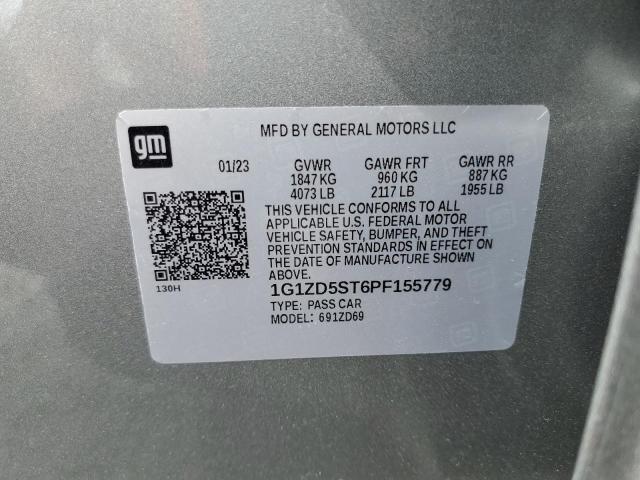 gm
MFD BY GENERAL MOTORS LLC
01/23 GVWR GAWR FRT GAWR RR
1847 KG 960 KG 887 KG
4073 LB 2117 LB 1955 LB
THIS VEHICLE CONFORMS TO ALL
APPLICABLE U.S. FEDERAL MOTOR
VEHICLE SAFETY, BUMPER, AND THEFT
PREVENTION STANDARDS IN EFFECT ON
THE DATE OF MANUFACTURE SHOWN
ABOVE.
130H
1G1ZD5ST6PF155779
TYPE: PASS CAR
MODEL: 691ZD69